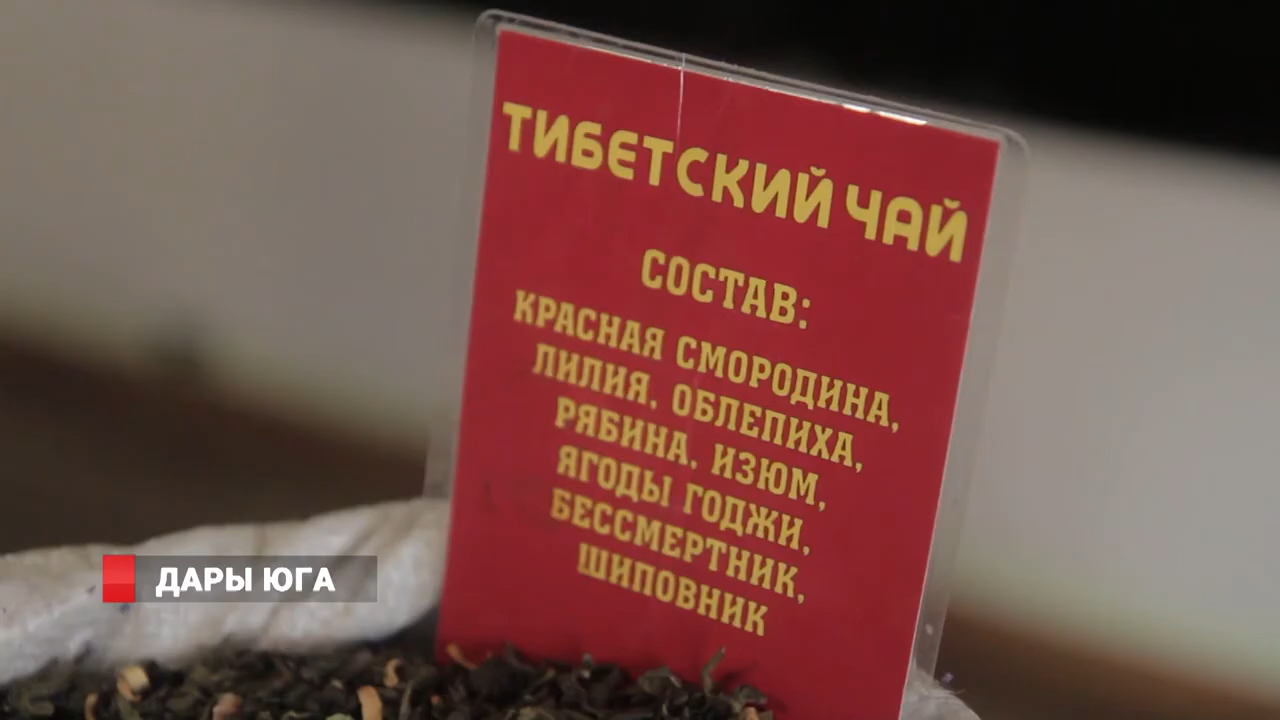 ТИБЕТСКИЙ ЧАЙ
СОСТАВ:
КРАСНАЯ СМОРОДИНА,
ЛИЛИЯ, ОБЛЕПИХА,
РЯБИНА, ИЗЮМ,
ЯГОДЫ ГОДЖИ,
БЕССМЕРТНИК,
ШИПОВНИК
ДАРЫ ЮГА